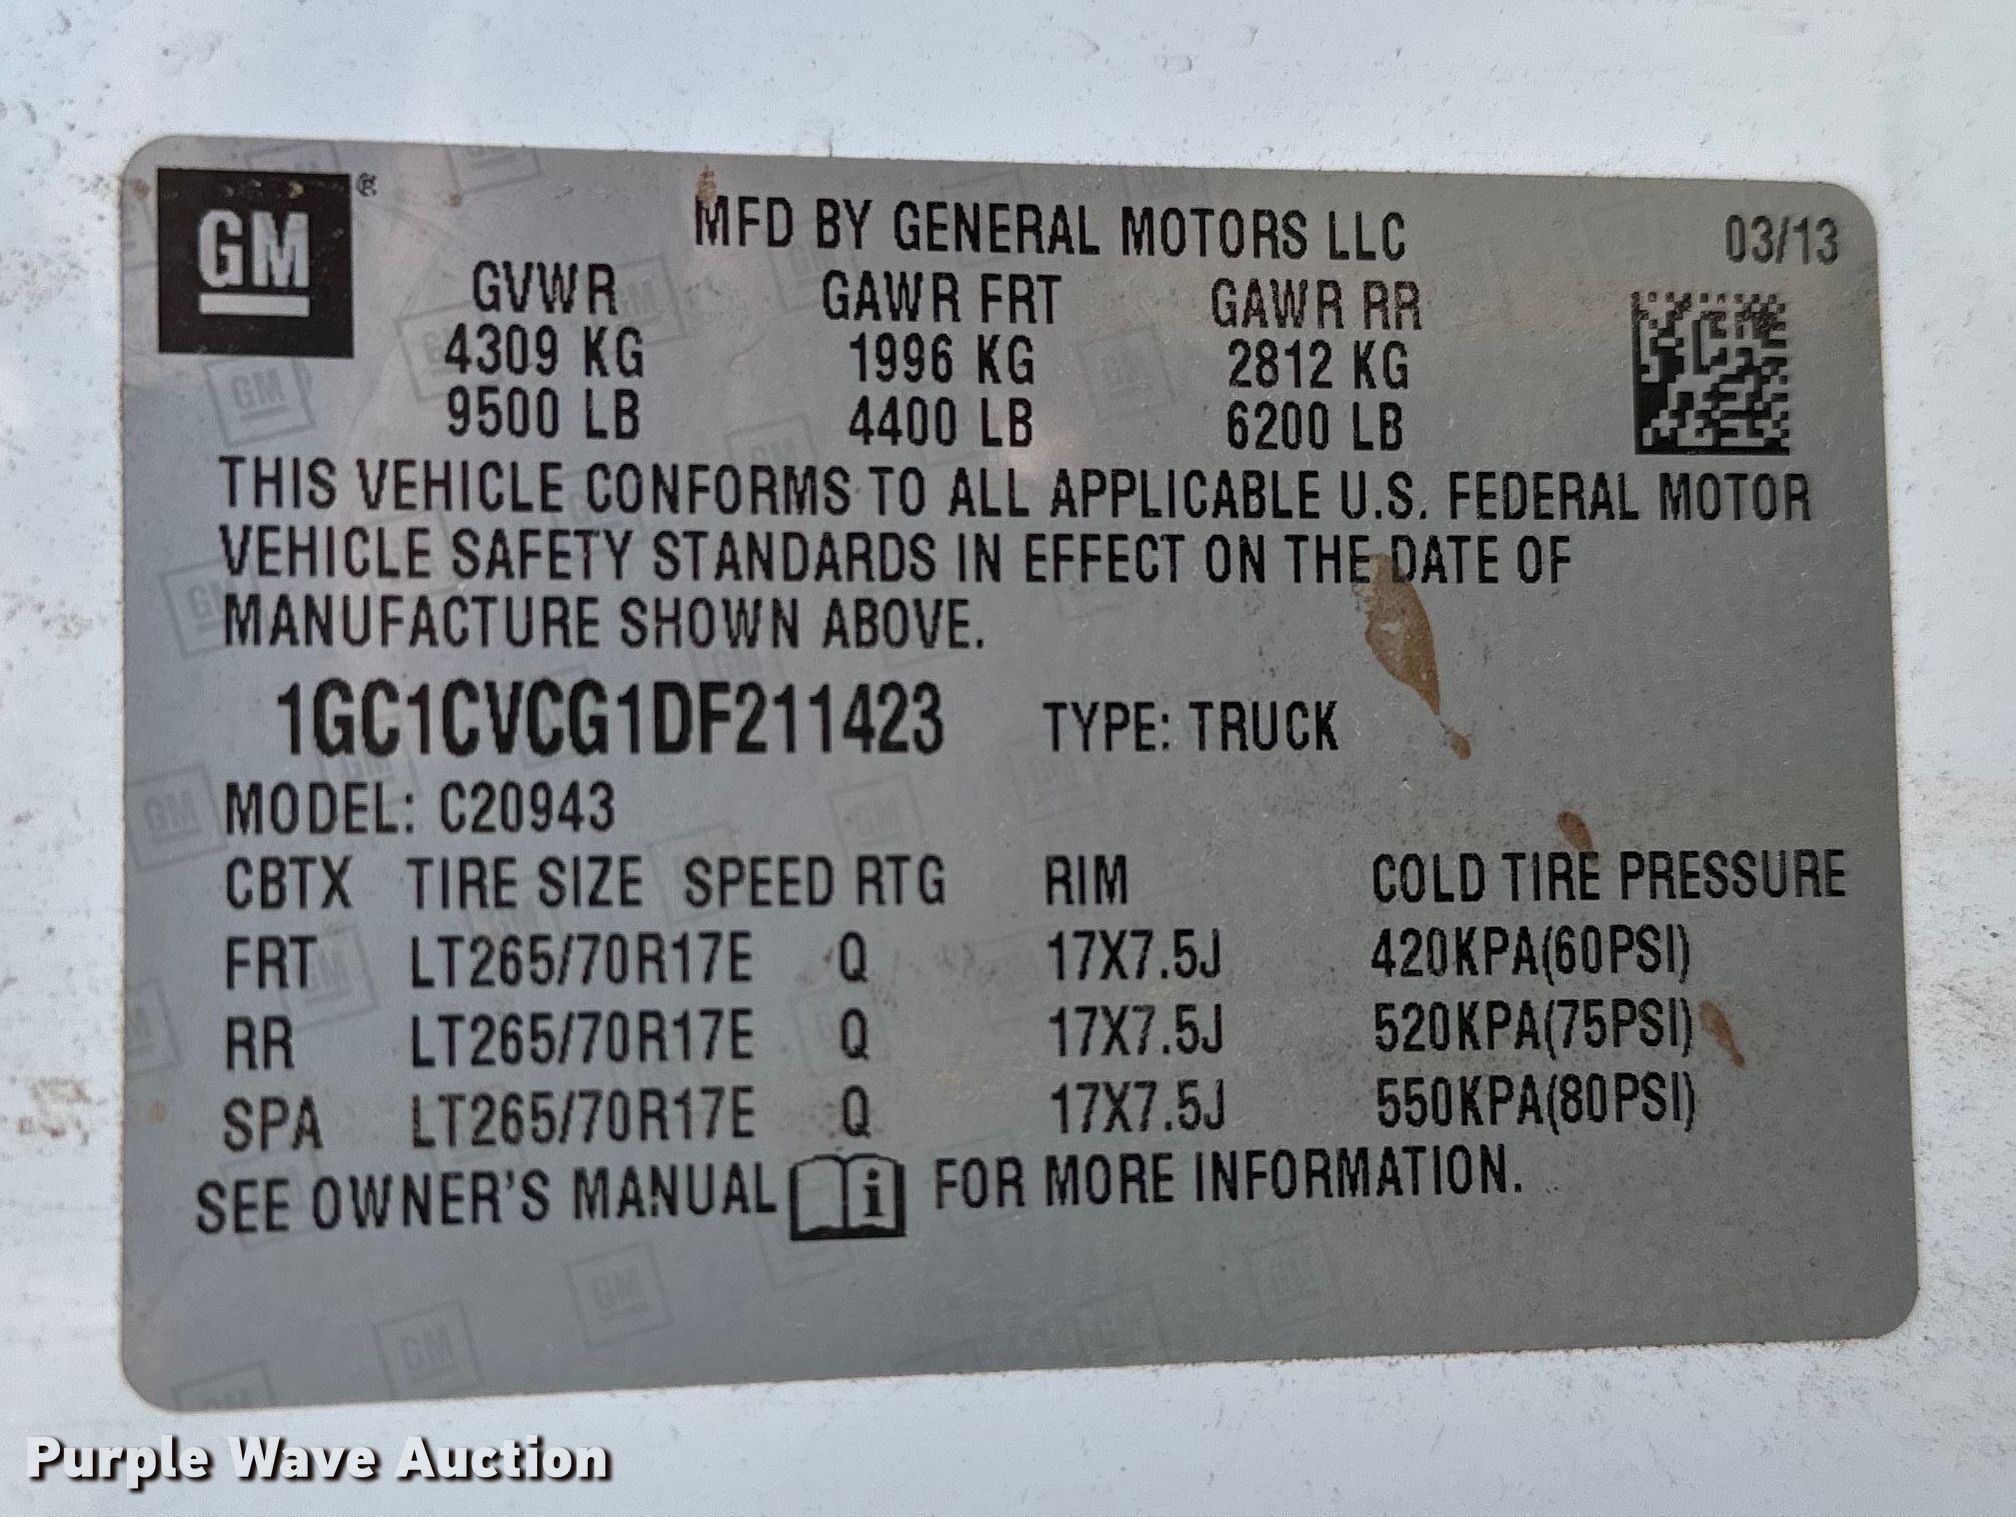 GM ®
MFD BY GENERAL MOTORS LLC 03/13
GVWR GAWR FRT GAWR RR
4309 KG 1996 KG 2812 KG
9500 LB 4400 LB 6200 LB
THIS VEHICLE CONFORMS TO ALL APPLICABLE U.S. FEDERAL MOTOR
VEHICLE SAFETY STANDARDS IN EFFECT ON THE DATE OF
MANUFACTURE SHOWN ABOVE.
1GC1CVCG1DF211423 TYPE: TRUCK
MODEL: C20943
CBTX TIRE SIZE SPEED RTG RIM COLD TIRE PRESSURE
FRT LT265/70R17E Q 17X7.5J 420KPA(60PSI)
RR LT265/70R17E Q 17X7.5J 520KPA(75PSI)
SPA LT265/70R17E Q 17X7.5J 550KPA(80PSI)
SEE OWNER'S MANUAL i FOR MORE INFORMATION.
Purple Wave Auction